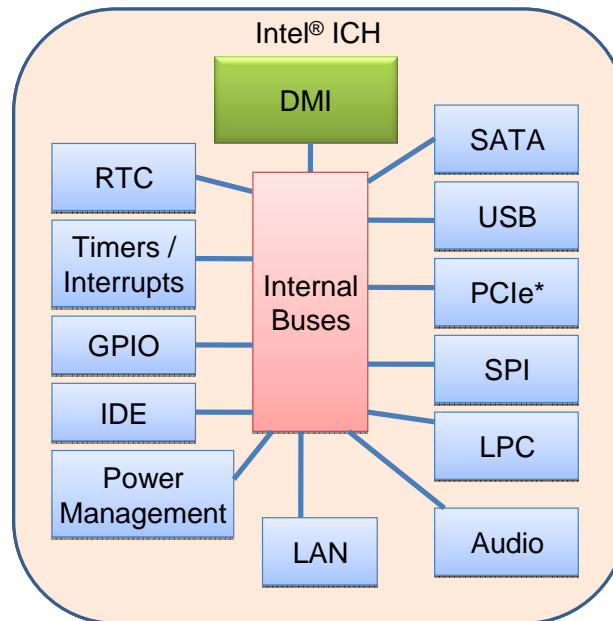 Intel® ICH
DMI
RTC
SATA
Timers /
Interrupts
USB
Internal
Buses
PCIe*
GPIO
SPI
IDE
LPC
Power
Management
LAN
Audio